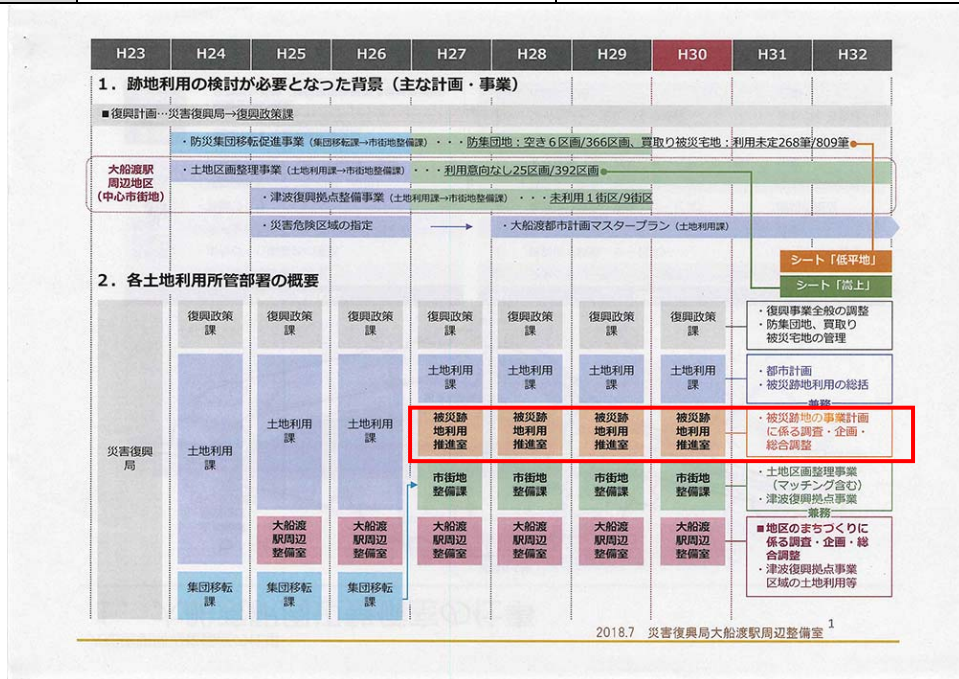 H23 H24 H25 H26 H27 H28 H29 H30 H31 H32
1．跡地利用の検討が必要となった背景（主な計画・事業）
■復興計画…災害復興局→復興政策課
・防災集団移転促進事業（集団移転課→市街地整備課）・・・防集団地：空き６区画/366区画、買取り被災宅地：利用未定268筆/809筆
大船渡駅
周辺地区
（中心市街地）
・土地区画整理事業（土地利用課→市街地整備課）・・・利用意向なし25区画/392区画
・津波復興拠点整備事業（土地利用課→市街地整備課）・・・未利用１街区/9街区
・災害危険区域の指定
・大船渡都市計画マスタープラン（土地利用課）
シート「低平地」
シート「嵩上」
2．各土地利用所管部署の概要
災害復興
局
復興政策
課
土地利用
課
集団移転
課
復興政策
課
土地利用
課
大船渡
駅周辺
整備室
集団移転
課
復興政策
課
土地利用
課
大船渡
駅周辺
整備室
集団移転
課
復興政策
課
土地利用
課
被災跡
地利用
推進室
市街地
整備課
大船渡
駅周辺
整備室
復興政策
課
土地利用
課
被災跡
地利用
推進室
市街地
整備課
大船渡
駅周辺
整備室
復興政策
課
土地利用
課
被災跡
地利用
推進室
市街地
整備課
大船渡
駅周辺
整備室
復興政策
課
土地利用
課
被災跡
地利用
推進室
市街地
整備課
大船渡
駅周辺
整備室
・復興事業全般の調整
・防集団地、買取り
被災宅地の管理
・都市計画
・被災跡地利用の総括
兼務
・被災跡地の事業計画
に係る調査・企画・
総合調整
・土地区画整理事業
（マッチング含む）
・津波復興拠点事業
兼務
■地区のまちづくりに
係る調査・企画・総
合調整
・津波復興拠点事業
区域の土地利用等
2018.7 災害復興局大船渡駅周辺整備室
1